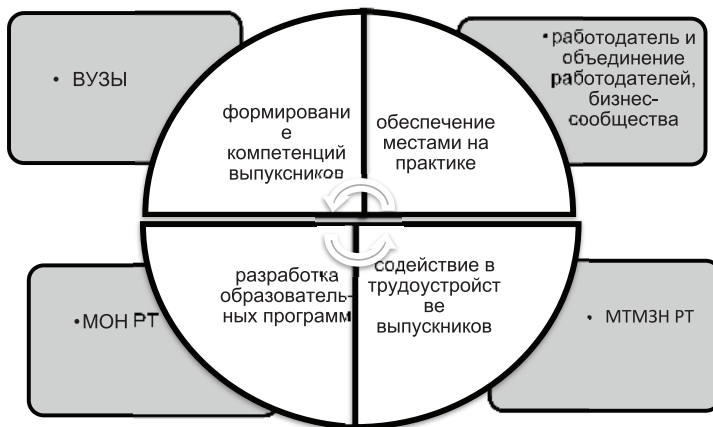 • ВУЗЫ
формировани
е
компетенций
выпуксников
обеспечение
местами на
практике
• работодатель и
объединение
работодателей,
бизнес-
сообщества
• МОН РТ
разработка
образователь-
ных программ
содействие в
трудоустройст
ве
выпускников
• МТМЗН РТ